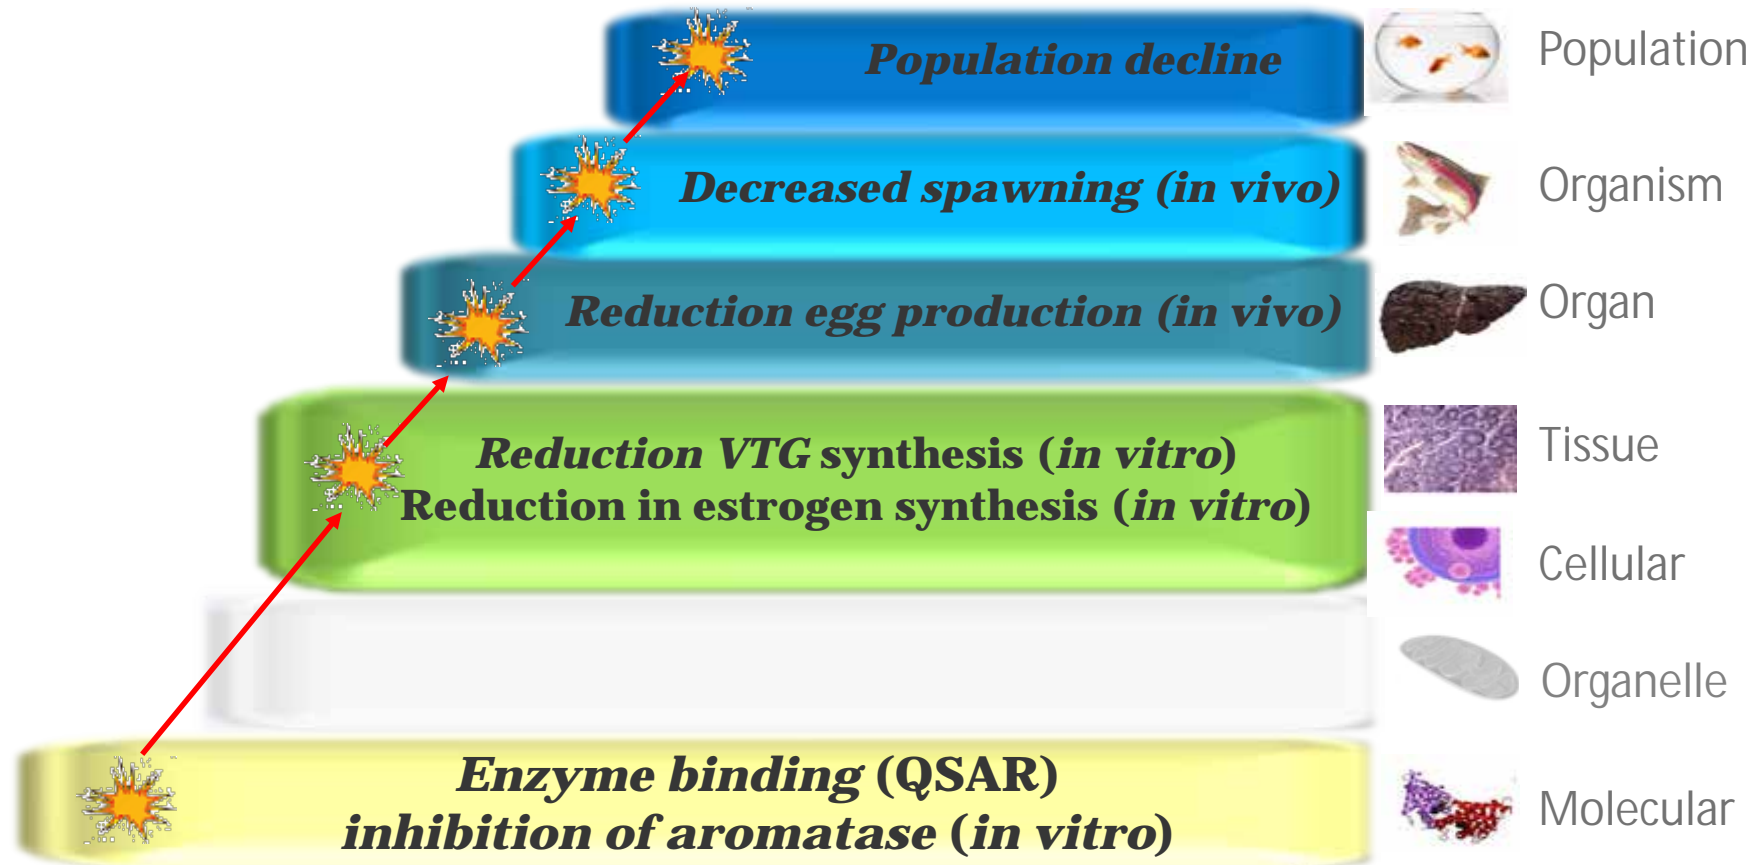 Population decline
Population
Decreased spawning (in vivo)
Organism
Reduction egg production (in vivo)
Organ
Reduction VTG synthesis (in vitro)
Reduction in estrogen synthesis (in vitro)
Tissue
Cellular
Organelle
Enzyme binding (QSAR)
inhibition of aromatase (in vitro)
Molecular